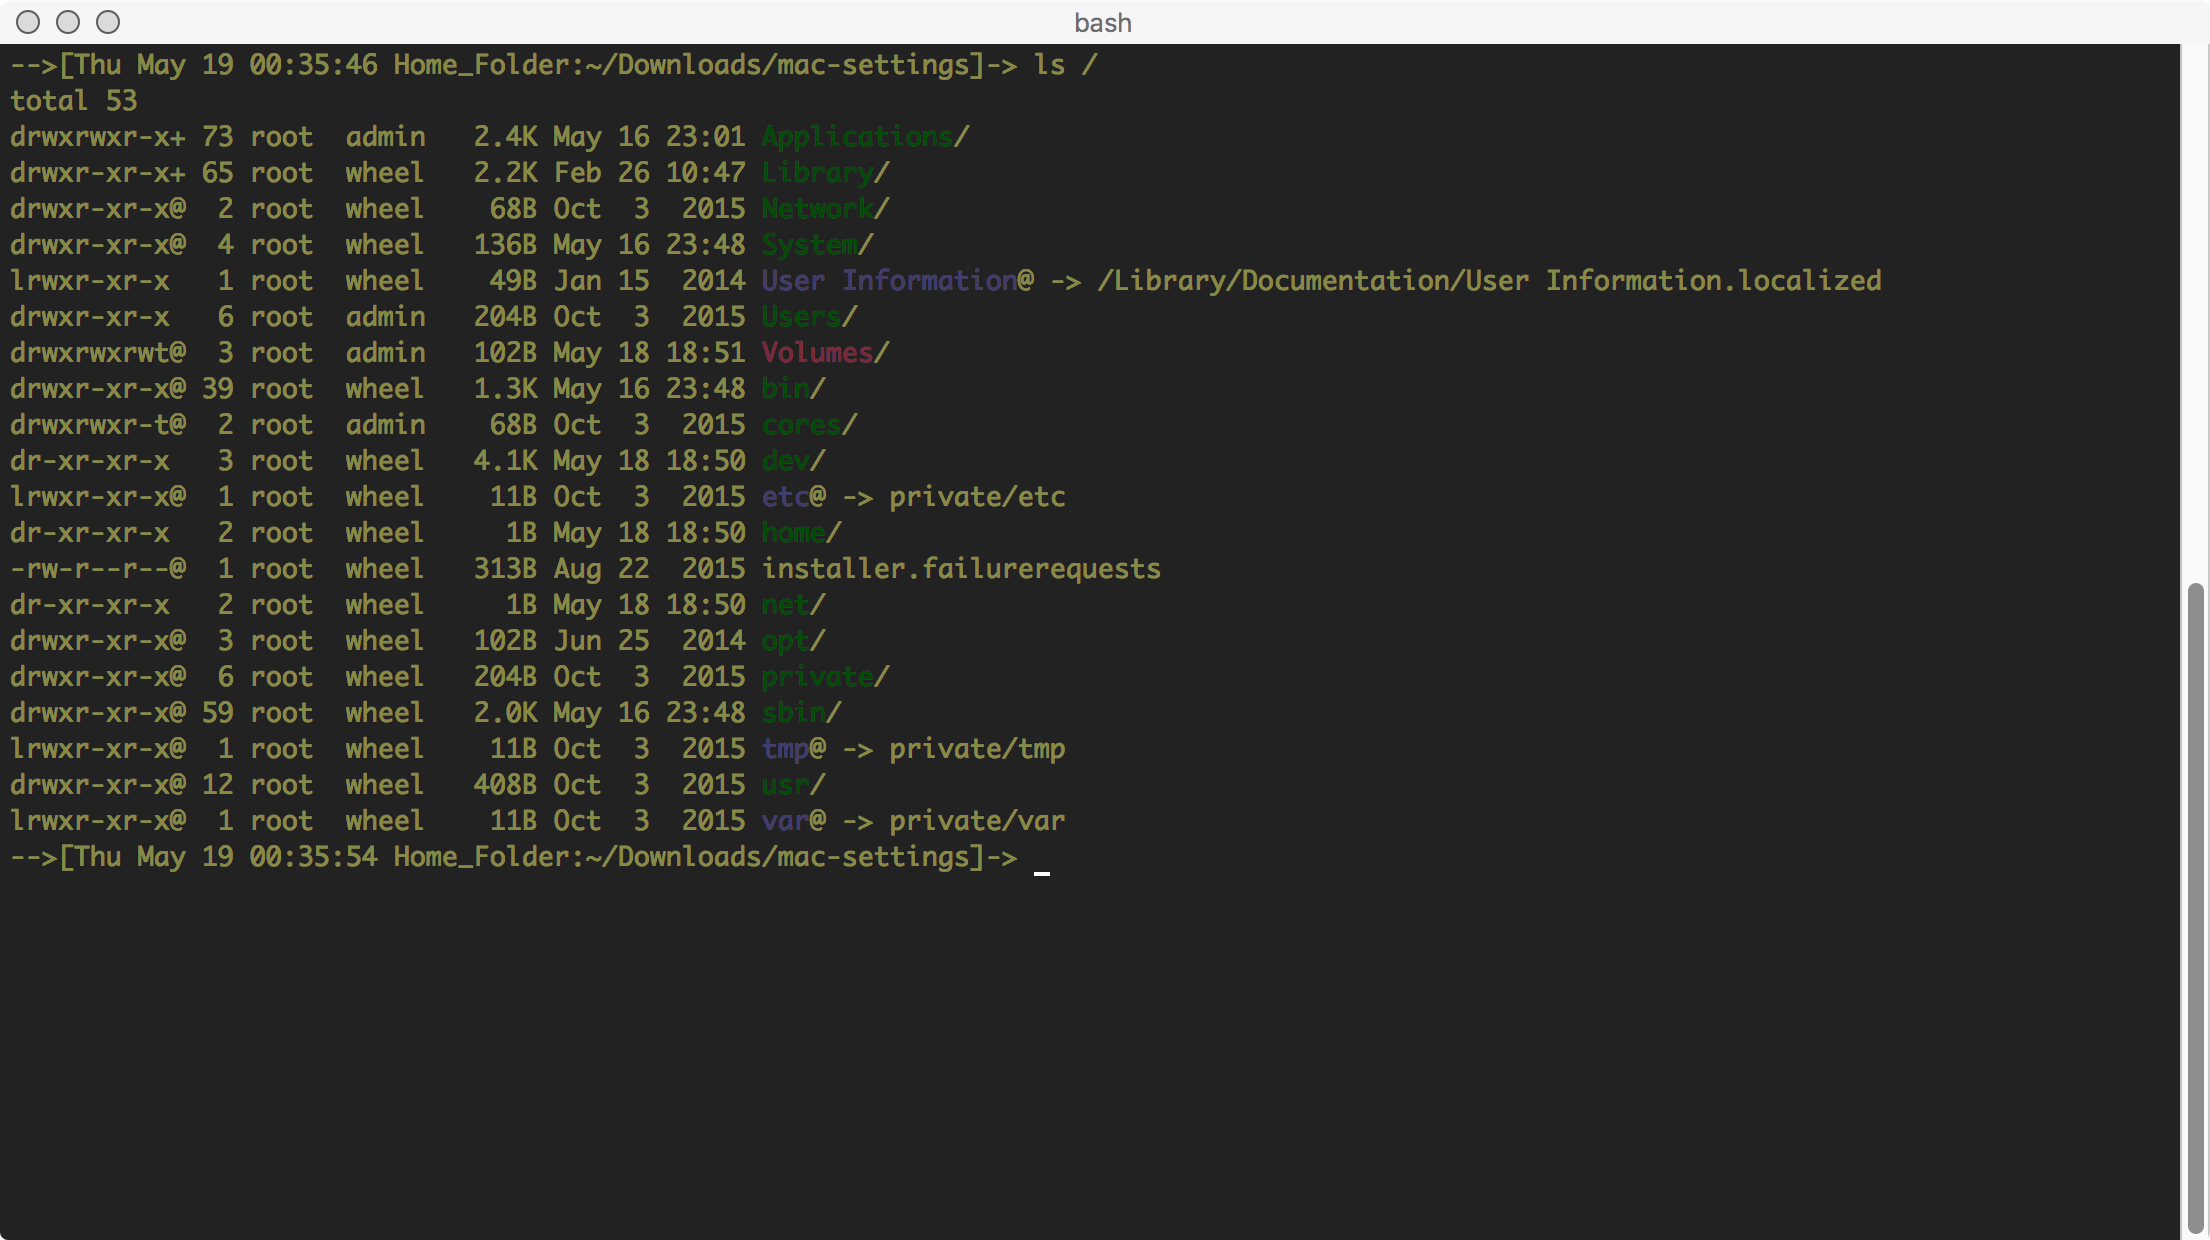 bash
-->[Thu May 19 00:35:46 Home_Folder:~/Downloads/mac-settings]-> ls /
total 53
drwxrwxr-x+ 73 root  admin   2.4K May 16 23:01 Applications/
drwxr-xr-x+ 65 root  wheel   2.2K Feb 26 10:47 Library/
drwxr-xr-x@  2 root  wheel    68B Oct  3  2015 Network/
drwxr-xr-x@  4 root  wheel   136B May 16 23:48 System/
lrwxr-xr-x   1 root  wheel    49B Jan 15  2014 User Information@ -> /Library/Documentation/User Information.localized
drwxr-xr-x   6 root  admin   204B Oct  3  2015 Users/
drwxrwxrwt@  3 root  admin   102B May 18 18:51 Volumes/
drwxr-xr-x@ 39 root  wheel   1.3K May 16 23:48 bin/
drwxrwxr-t@  2 root  admin    68B Oct  3  2015 cores/
dr-xr-xr-x   3 root  wheel   4.1K May 18 18:50 dev/
lrwxr-xr-x@  1 root  wheel    11B Oct  3  2015 etc@ -> private/etc
dr-xr-xr-x   2 root  wheel     1B May 18 18:50 home/
-rw-r--r--@  1 root  wheel   313B Aug 22  2015 installer.failurerequests
dr-xr-xr-x   2 root  wheel     1B May 18 18:50 net/
drwxr-xr-x@  3 root  wheel   102B Jun 25  2014 opt/
drwxr-xr-x@  6 root  wheel   204B Oct  3  2015 private/
drwxr-xr-x@ 59 root  wheel   2.0K May 16 23:48 sbin/
lrwxr-xr-x@  1 root  wheel    11B Oct  3  2015 tmp@ -> private/tmp
drwxr-xr-x@ 12 root  wheel   408B Oct  3  2015 usr/
lrwxr-xr-x@  1 root  wheel    11B Oct  3  2015 var@ -> private/var
-->[Thu May 19 00:35:54 Home_Folder:~/Downloads/mac-settings]-> _